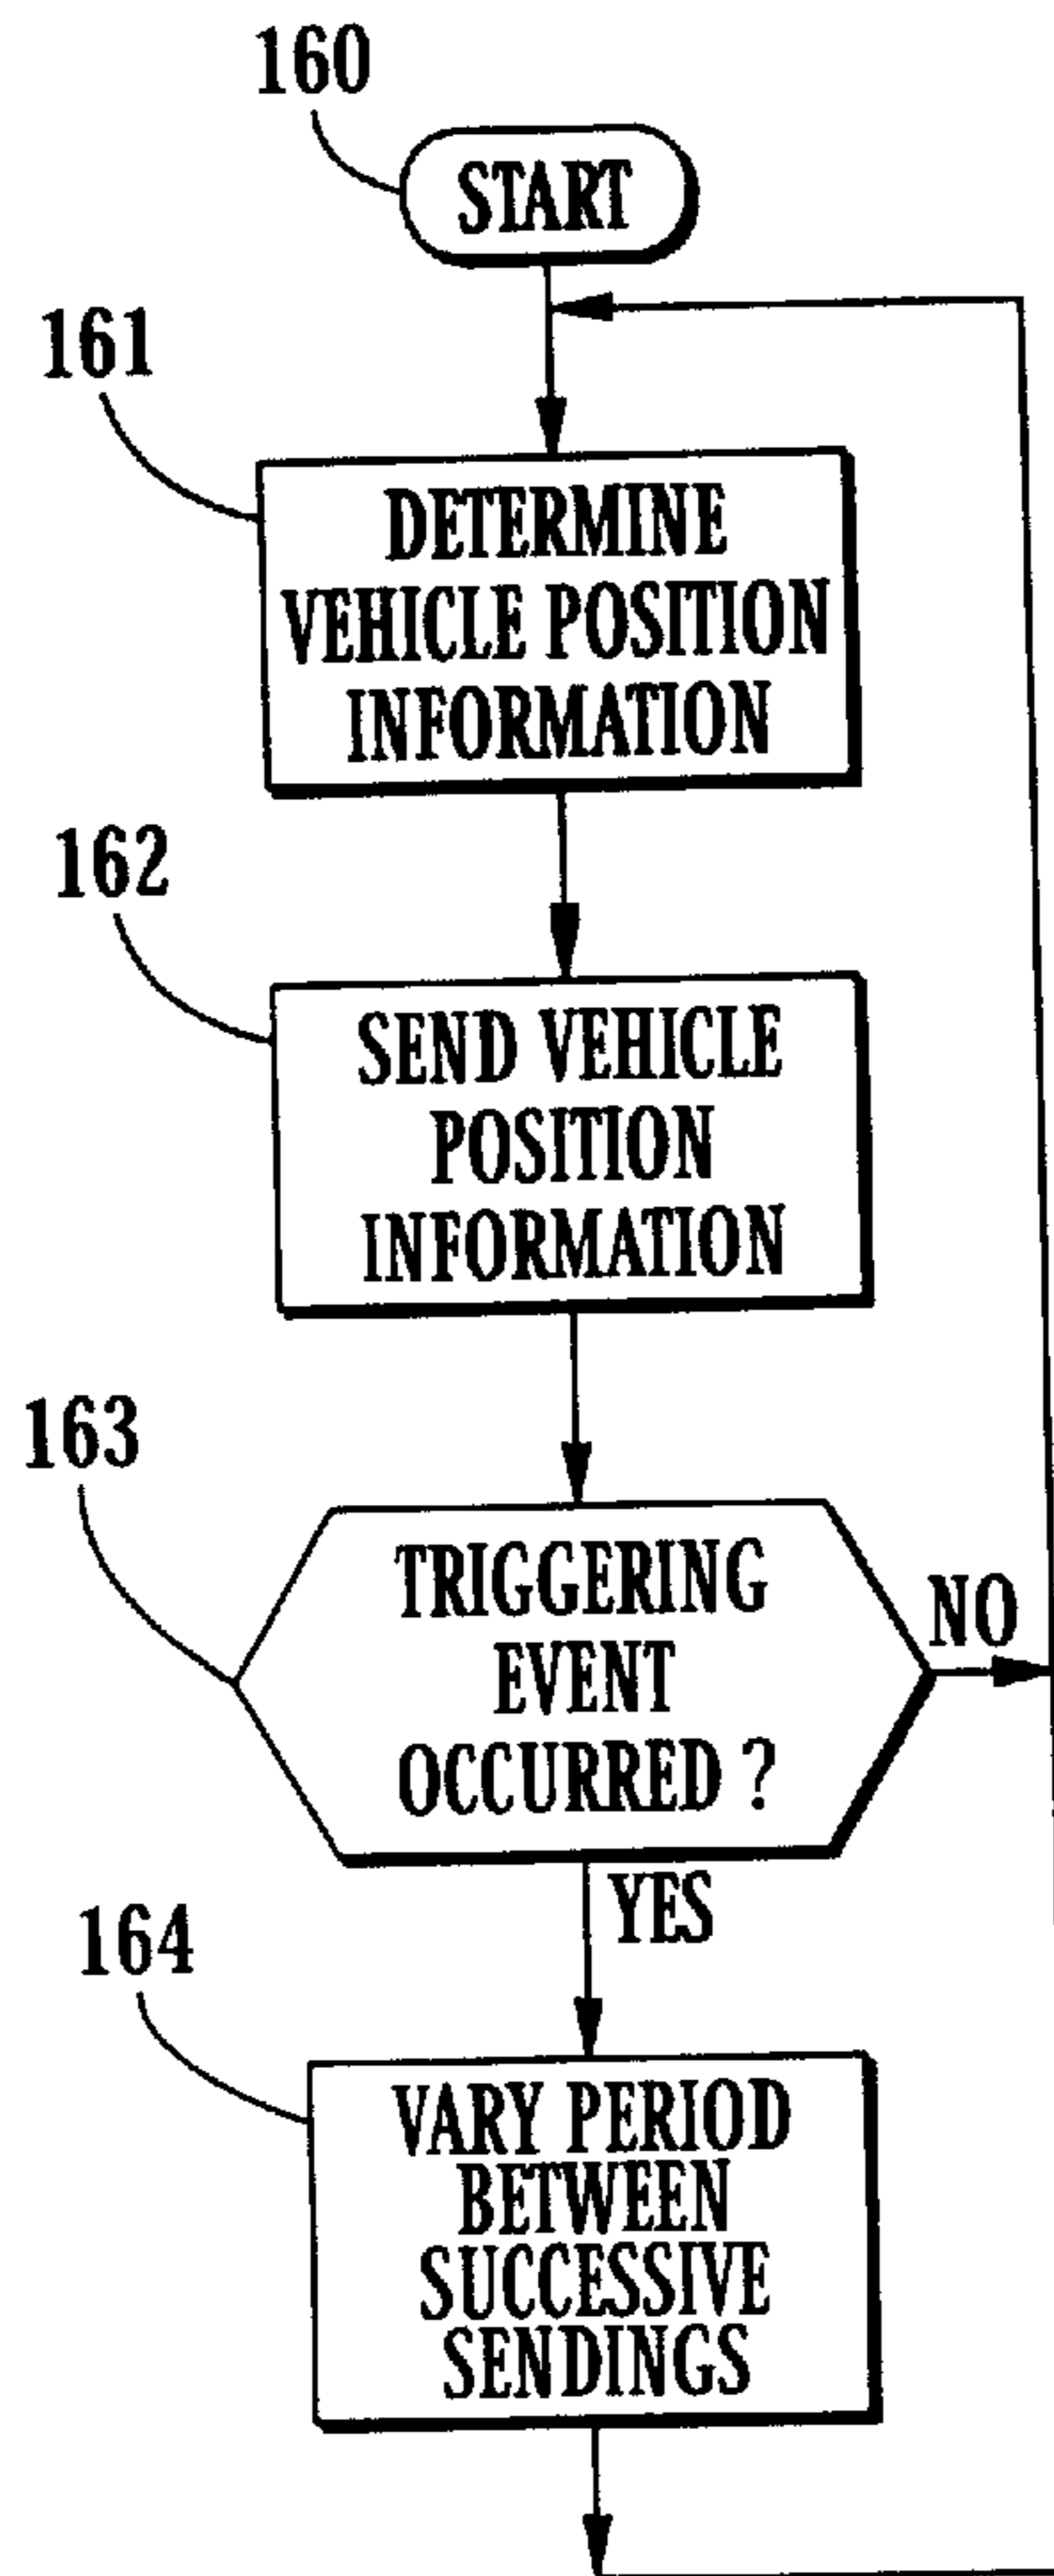 160
START
161
DETERMINE
VEHICLE POSITION
INFORMATION
162
SEND VEHICLE
POSITION
INFORMATION
163
TRIGGERING
EVENT
OCCURRED ?
NO
YES
164
VARY PERIOD
BETWEEN
SUCCESSIVE
SENDINGS